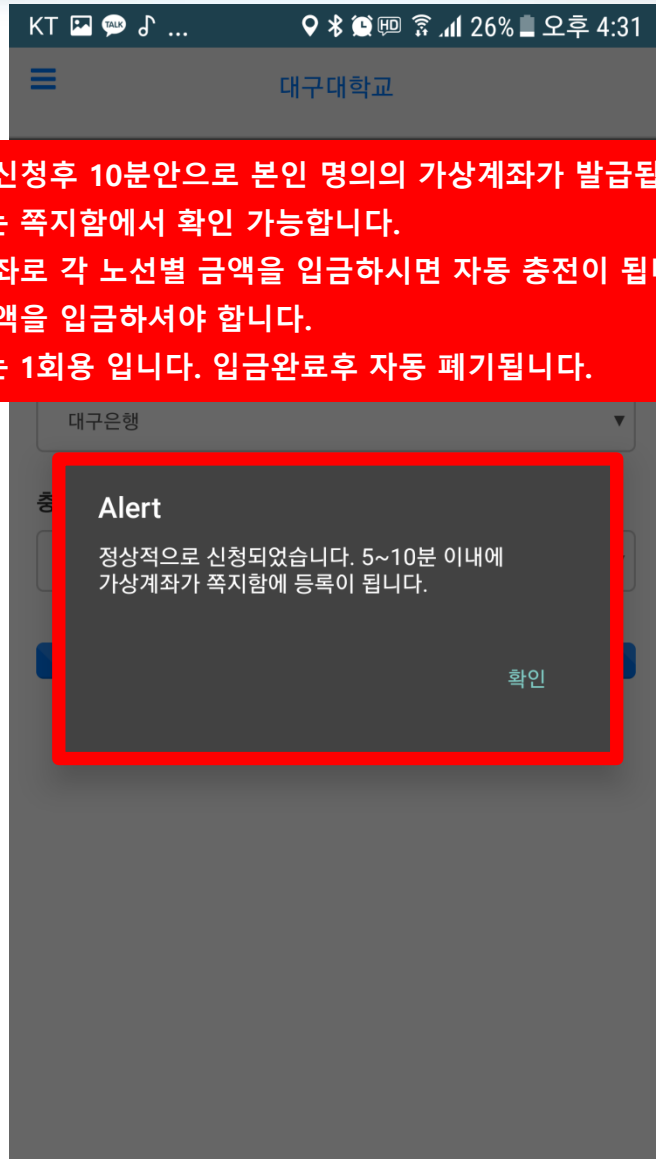 KT TALK ... HD 26% 오후 4:31
대구대학교
신청후 10분안으로 본인 명의의 가상계좌가 발급됩
쪽지함에서 확인 가능합니다.
좌로 각 노선별 금액을 입금하시면 자동 충전이 됩니
액을 입금하셔야 합니다.
는 1회용 입니다. 입금완료후 자동 폐기됩니다.
대구은행
충
Alert
정상적으로 신청되었습니다. 5~10분 이내에
가상계좌가 쪽지함에 등록이 됩니다.
확인